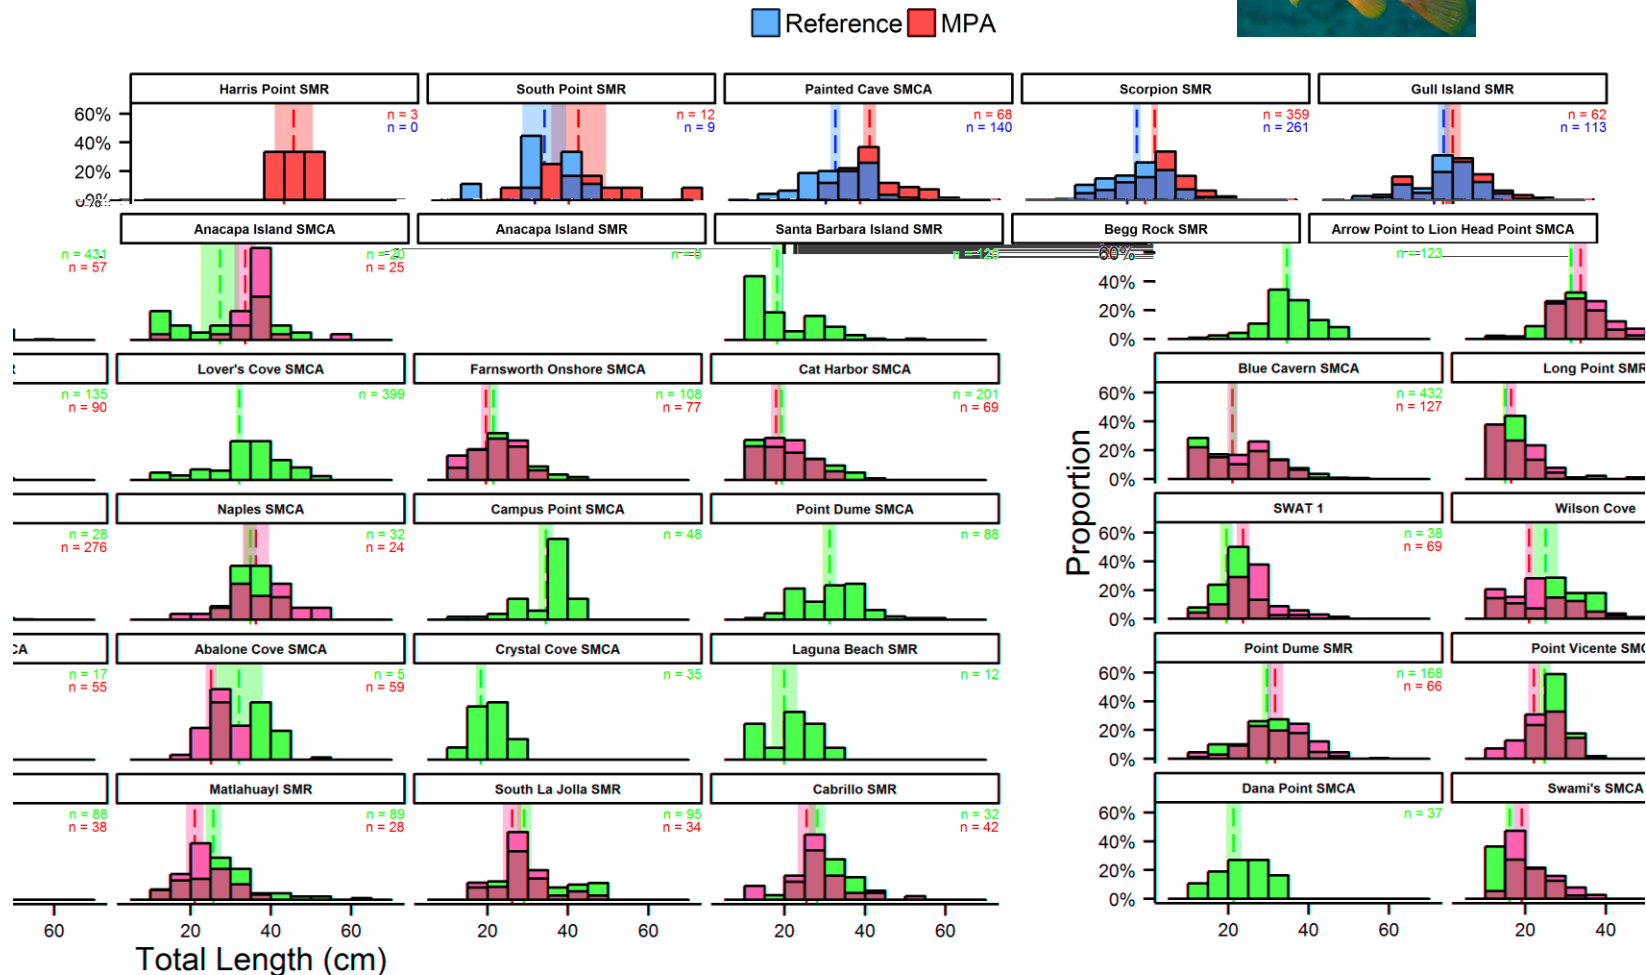 Reference MPA
Harris Point SMR South Point SMR Painted Cave SMCA Scorpion SMR Gull Island SMR
60% n = 3 n = 12 n = 68 n = 359 n = 62
n = 0 n = 9 n = 140 n = 261 n = 113
40%
20%
0%
Anacapa Island SMCA Anacapa Island SMR Santa Barbara Island SMR Begg Rock SMR Arrow Point to Lion Head Point SMCA
n = 431 n = 20 n = 0 60% n = 123
n = 57 n = 25
40%
20%
0%
Lover's Cove SMCA Farnsworth Onshore SMCA Cat Harbor SMCA Blue Cavern SMCA Long Point SMR
n = 135 n = 399 n = 108 n = 201 60% n = 432
n = 90 n = 77 n = 69 n = 127
40%
20%
0%
Proportion
Naples SMCA Campus Point SMCA Point Dume SMCA SWAT 1 Wilson Cove
n = 28 n = 32 n = 48 n = 88 60% n = 38
n = 276 n = 24 n = 69
40%
20%
0%
CA Abalone Cove SMCA Crystal Cove SMCA Laguna Beach SMR Point Dume SMR Point Vicente SMC
n = 17 n = 5 n = 35 n = 12 60% n = 168
n = 55 n = 59 n = 66
40%
20%
0%
Matlahuayl SMR South La Jolla SMR Cabrillo SMR Dana Point SMCA Swami's SMCA
n = 88 n = 89 n = 95 n = 32 60% n = 37
n = 38 n = 28 n = 34 n = 42
40%
20%
0%
60 20 40 60 20 40 60 20 40 60 20 40 60 20 40
Total Length (cm)